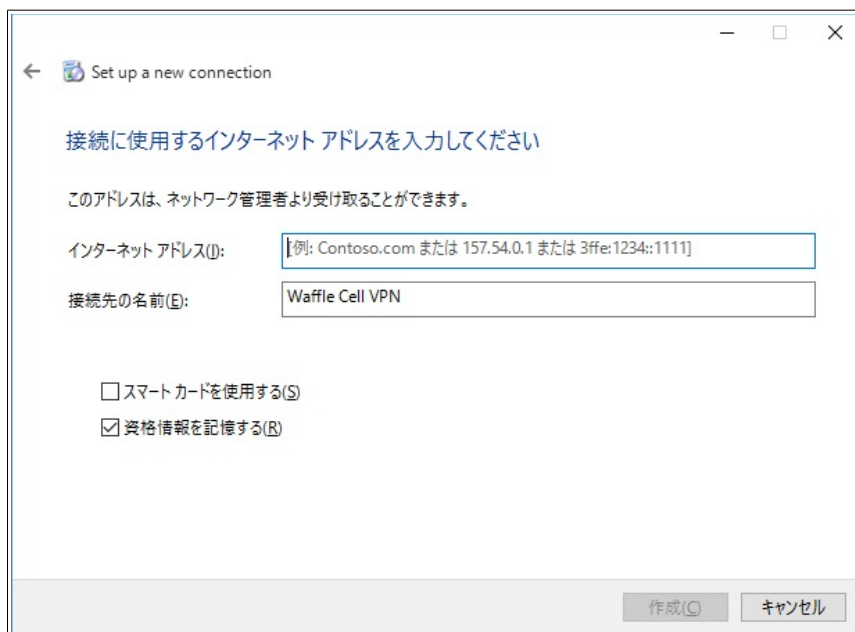 Set up a new connection
接続に使用するインターネット アドレスを入力してください
このアドレスは、ネットワーク管理者より受け取ることができます。
インターネット アドレス(I): [例: Contoso.com または 157.54.0.1 または 3ffe:1234::1111]
接続先の名前(E): Waffle Cell VPN
スマート カードを使用する(S)
資格情報を記憶する(R)
作成(C) キャンセル